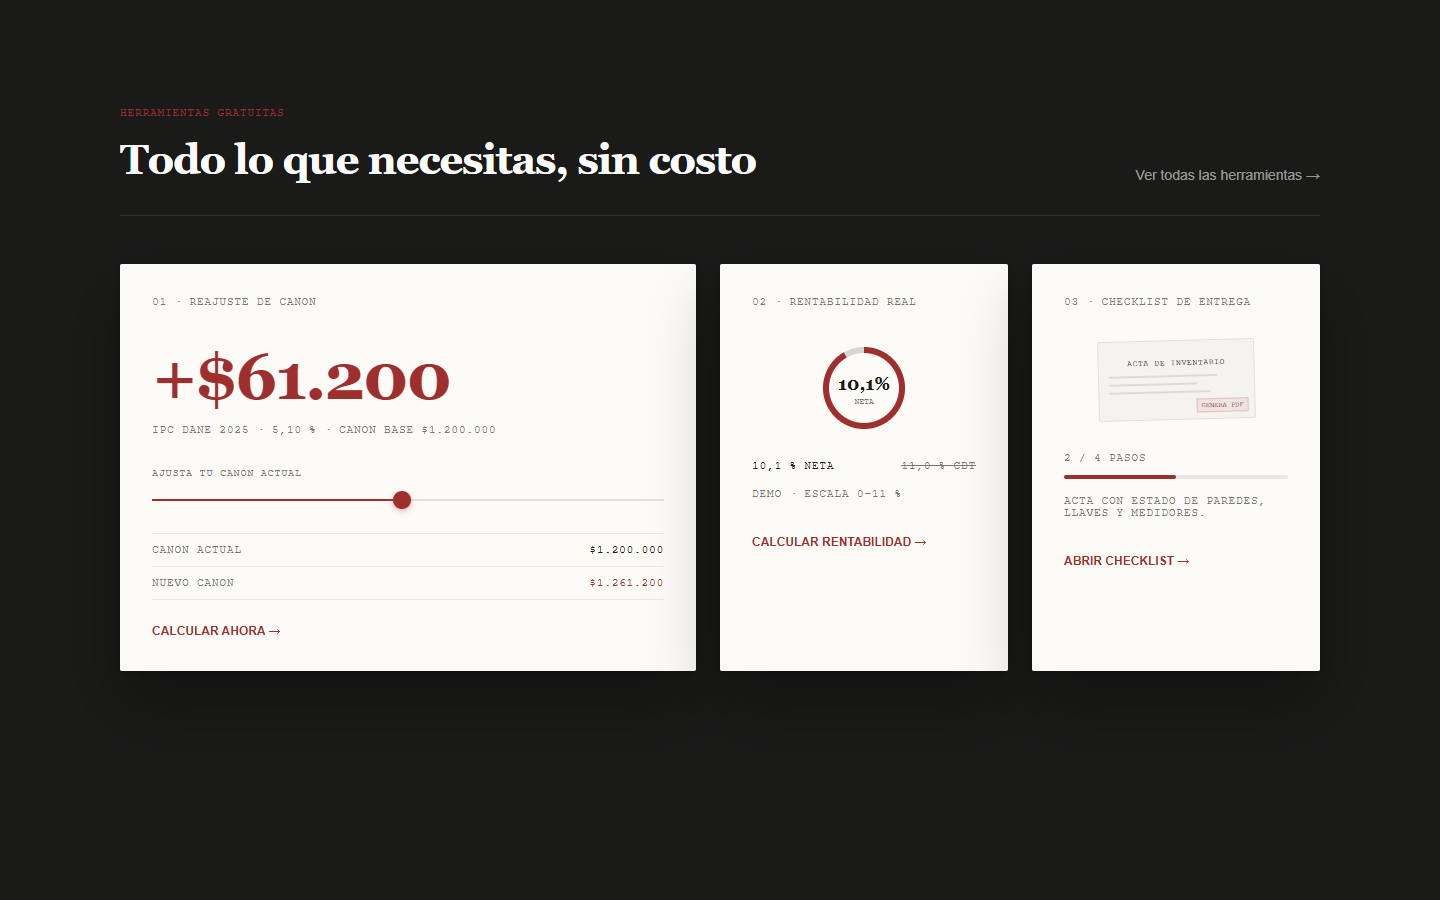 HERRAMIENTAS GRATUITAS
Todo lo que necesitas, sin costo
Ver todas las herramientas →
01 · REAJUSTE DE CANON
+$61.200
IPC DANE 2025 · 5,10 % · CANON BASE $1.200.000
AJUSTA TU CANON ACTUAL
CANON ACTUAL $1.200.000
NUEVO CANON $1.261.200
CALCULAR AHORA →
02 · RENTABILIDAD REAL
10,1%
NETA
10,1 % NETA 11,0 % CDT
DEMO · ESCALA 0–11 %
CALCULAR RENTABILIDAD →
03 · CHECKLIST DE ENTREGA
ACTA DE INVENTARIO
GENERA PDF
2 / 4 PASOS
ACTA CON ESTADO DE PAREDES,
LLAVES Y MEDIDORES.
ABRIR CHECKLIST →